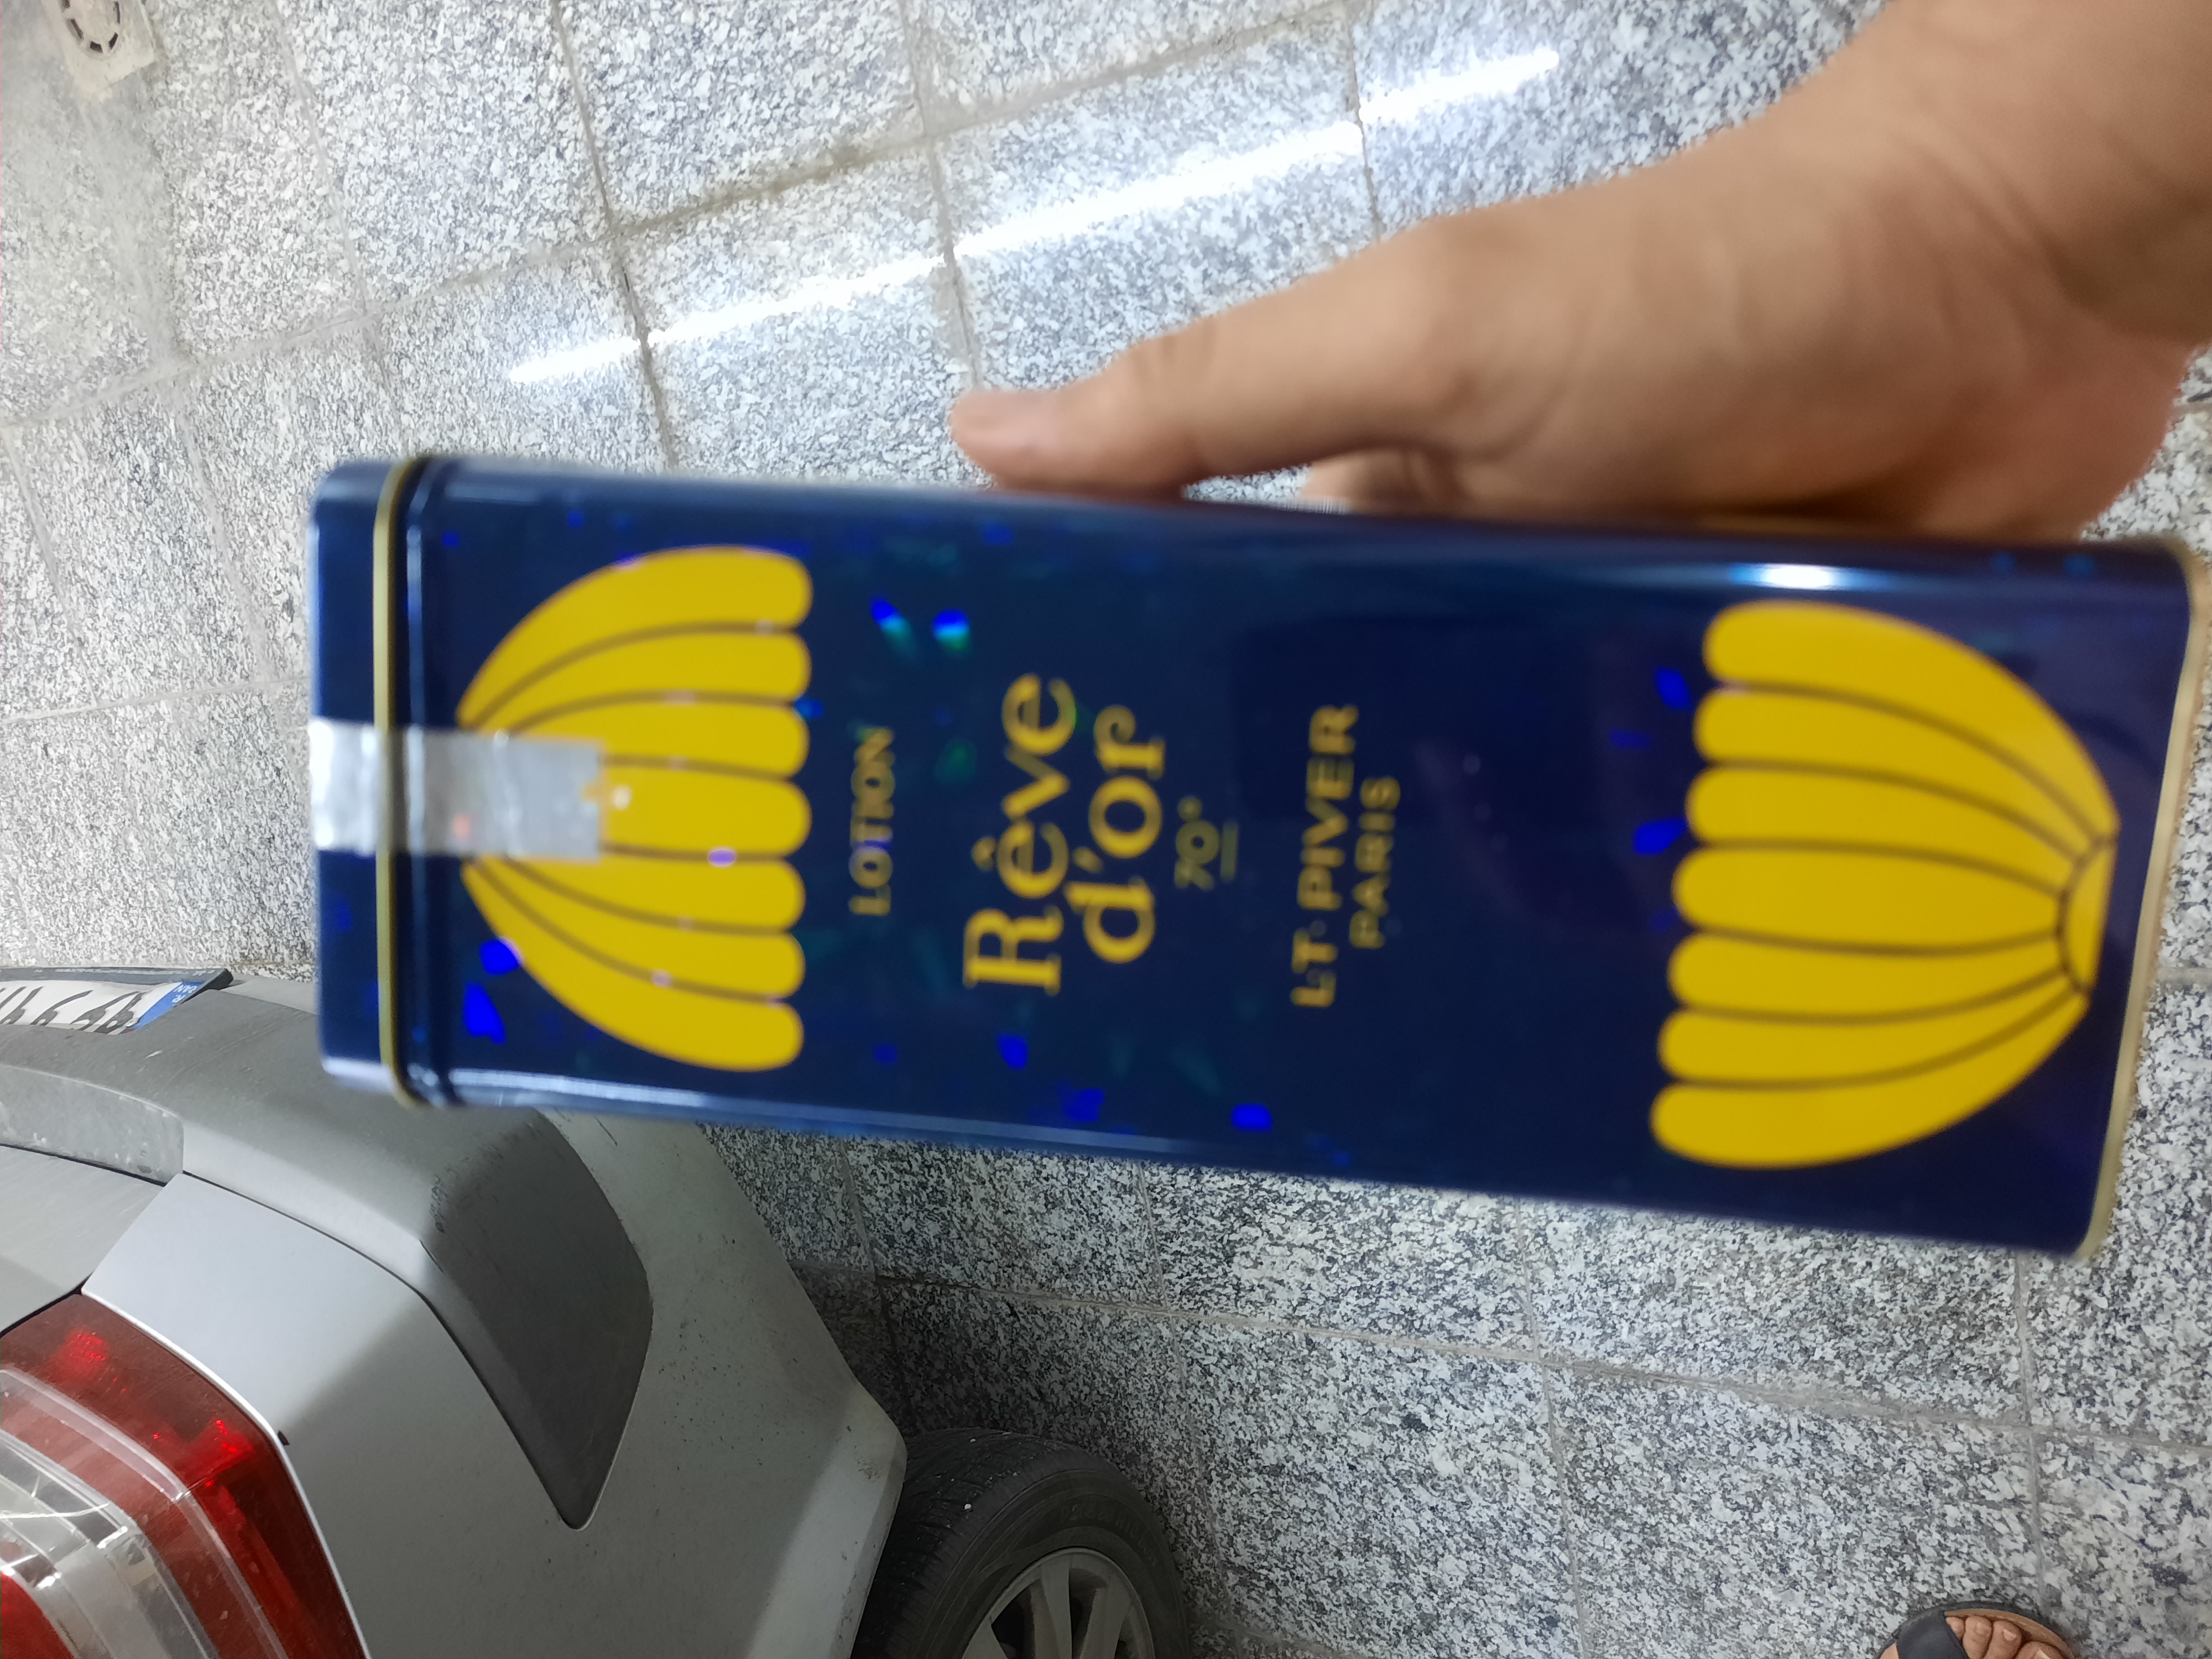 LOTION
Rêve
d'or
70°
L.T. PIVER
PARIS